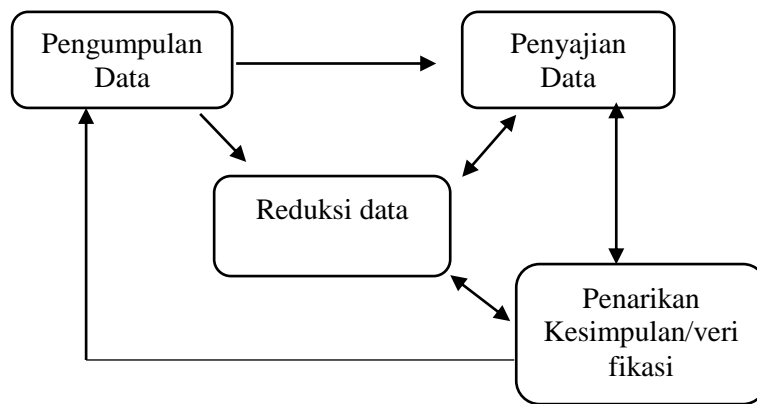 Pengumpulan
Data
Penyajian
Data
Reduksi data
Penarikan
Kesimpulan/veri
fikasi